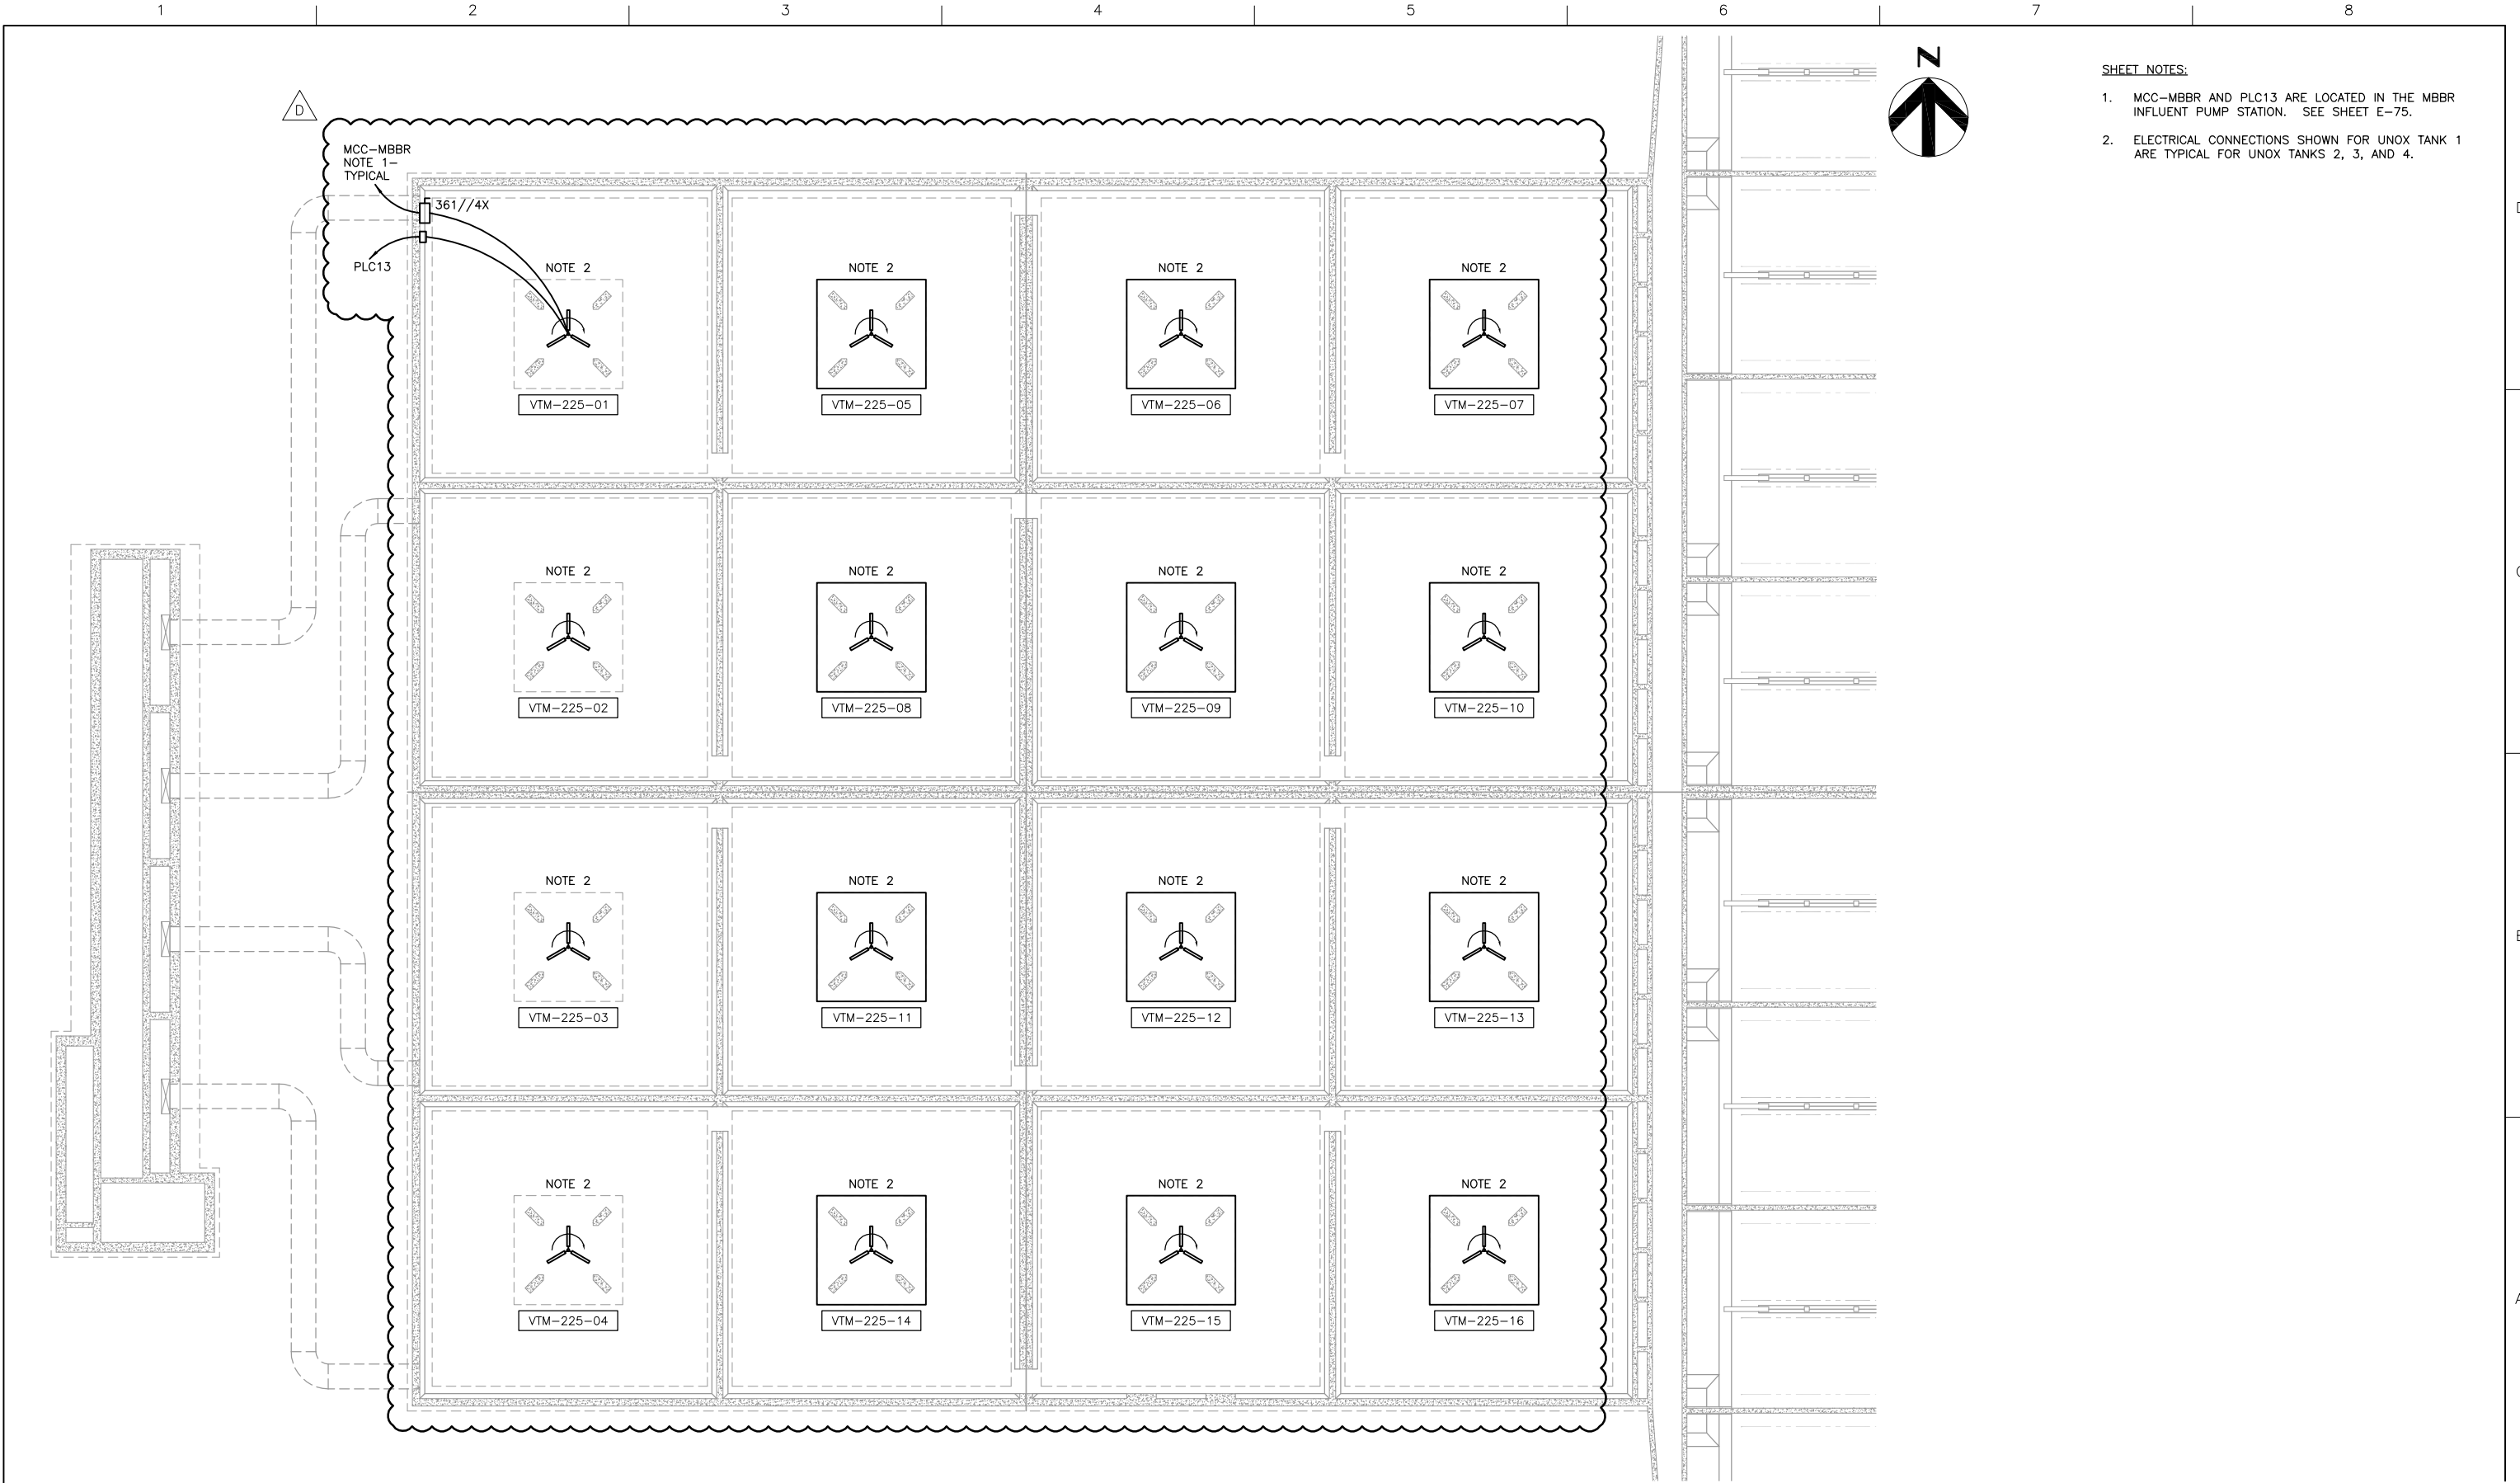 1 2 3 4 5 6 7 8
N
SHEET NOTES:
1. MCC-MBBR AND PLC13 ARE LOCATED IN THE MBBR
INFLUENT PUMP STATION. SEE SHEET E-75.
2. ELECTRICAL CONNECTIONS SHOWN FOR UNOX TANK 1
ARE TYPICAL FOR UNOX TANKS 2, 3, AND 4.
D
MCC-MBBR
NOTE 1-
TYPICAL
361//4X
PLC13
NOTE 2 NOTE 2 NOTE 2 NOTE 2
VTM-225-01 VTM-225-05 VTM-225-06 VTM-225-07
NOTE 2 NOTE 2 NOTE 2 NOTE 2
VTM-225-02 VTM-225-08 VTM-225-09 VTM-225-10
NOTE 2 NOTE 2 NOTE 2 NOTE 2
VTM-225-03 VTM-225-11 VTM-225-12 VTM-225-13
NOTE 2 NOTE 2 NOTE 2 NOTE 2
VTM-225-04 VTM-225-14 VTM-225-15 VTM-225-16